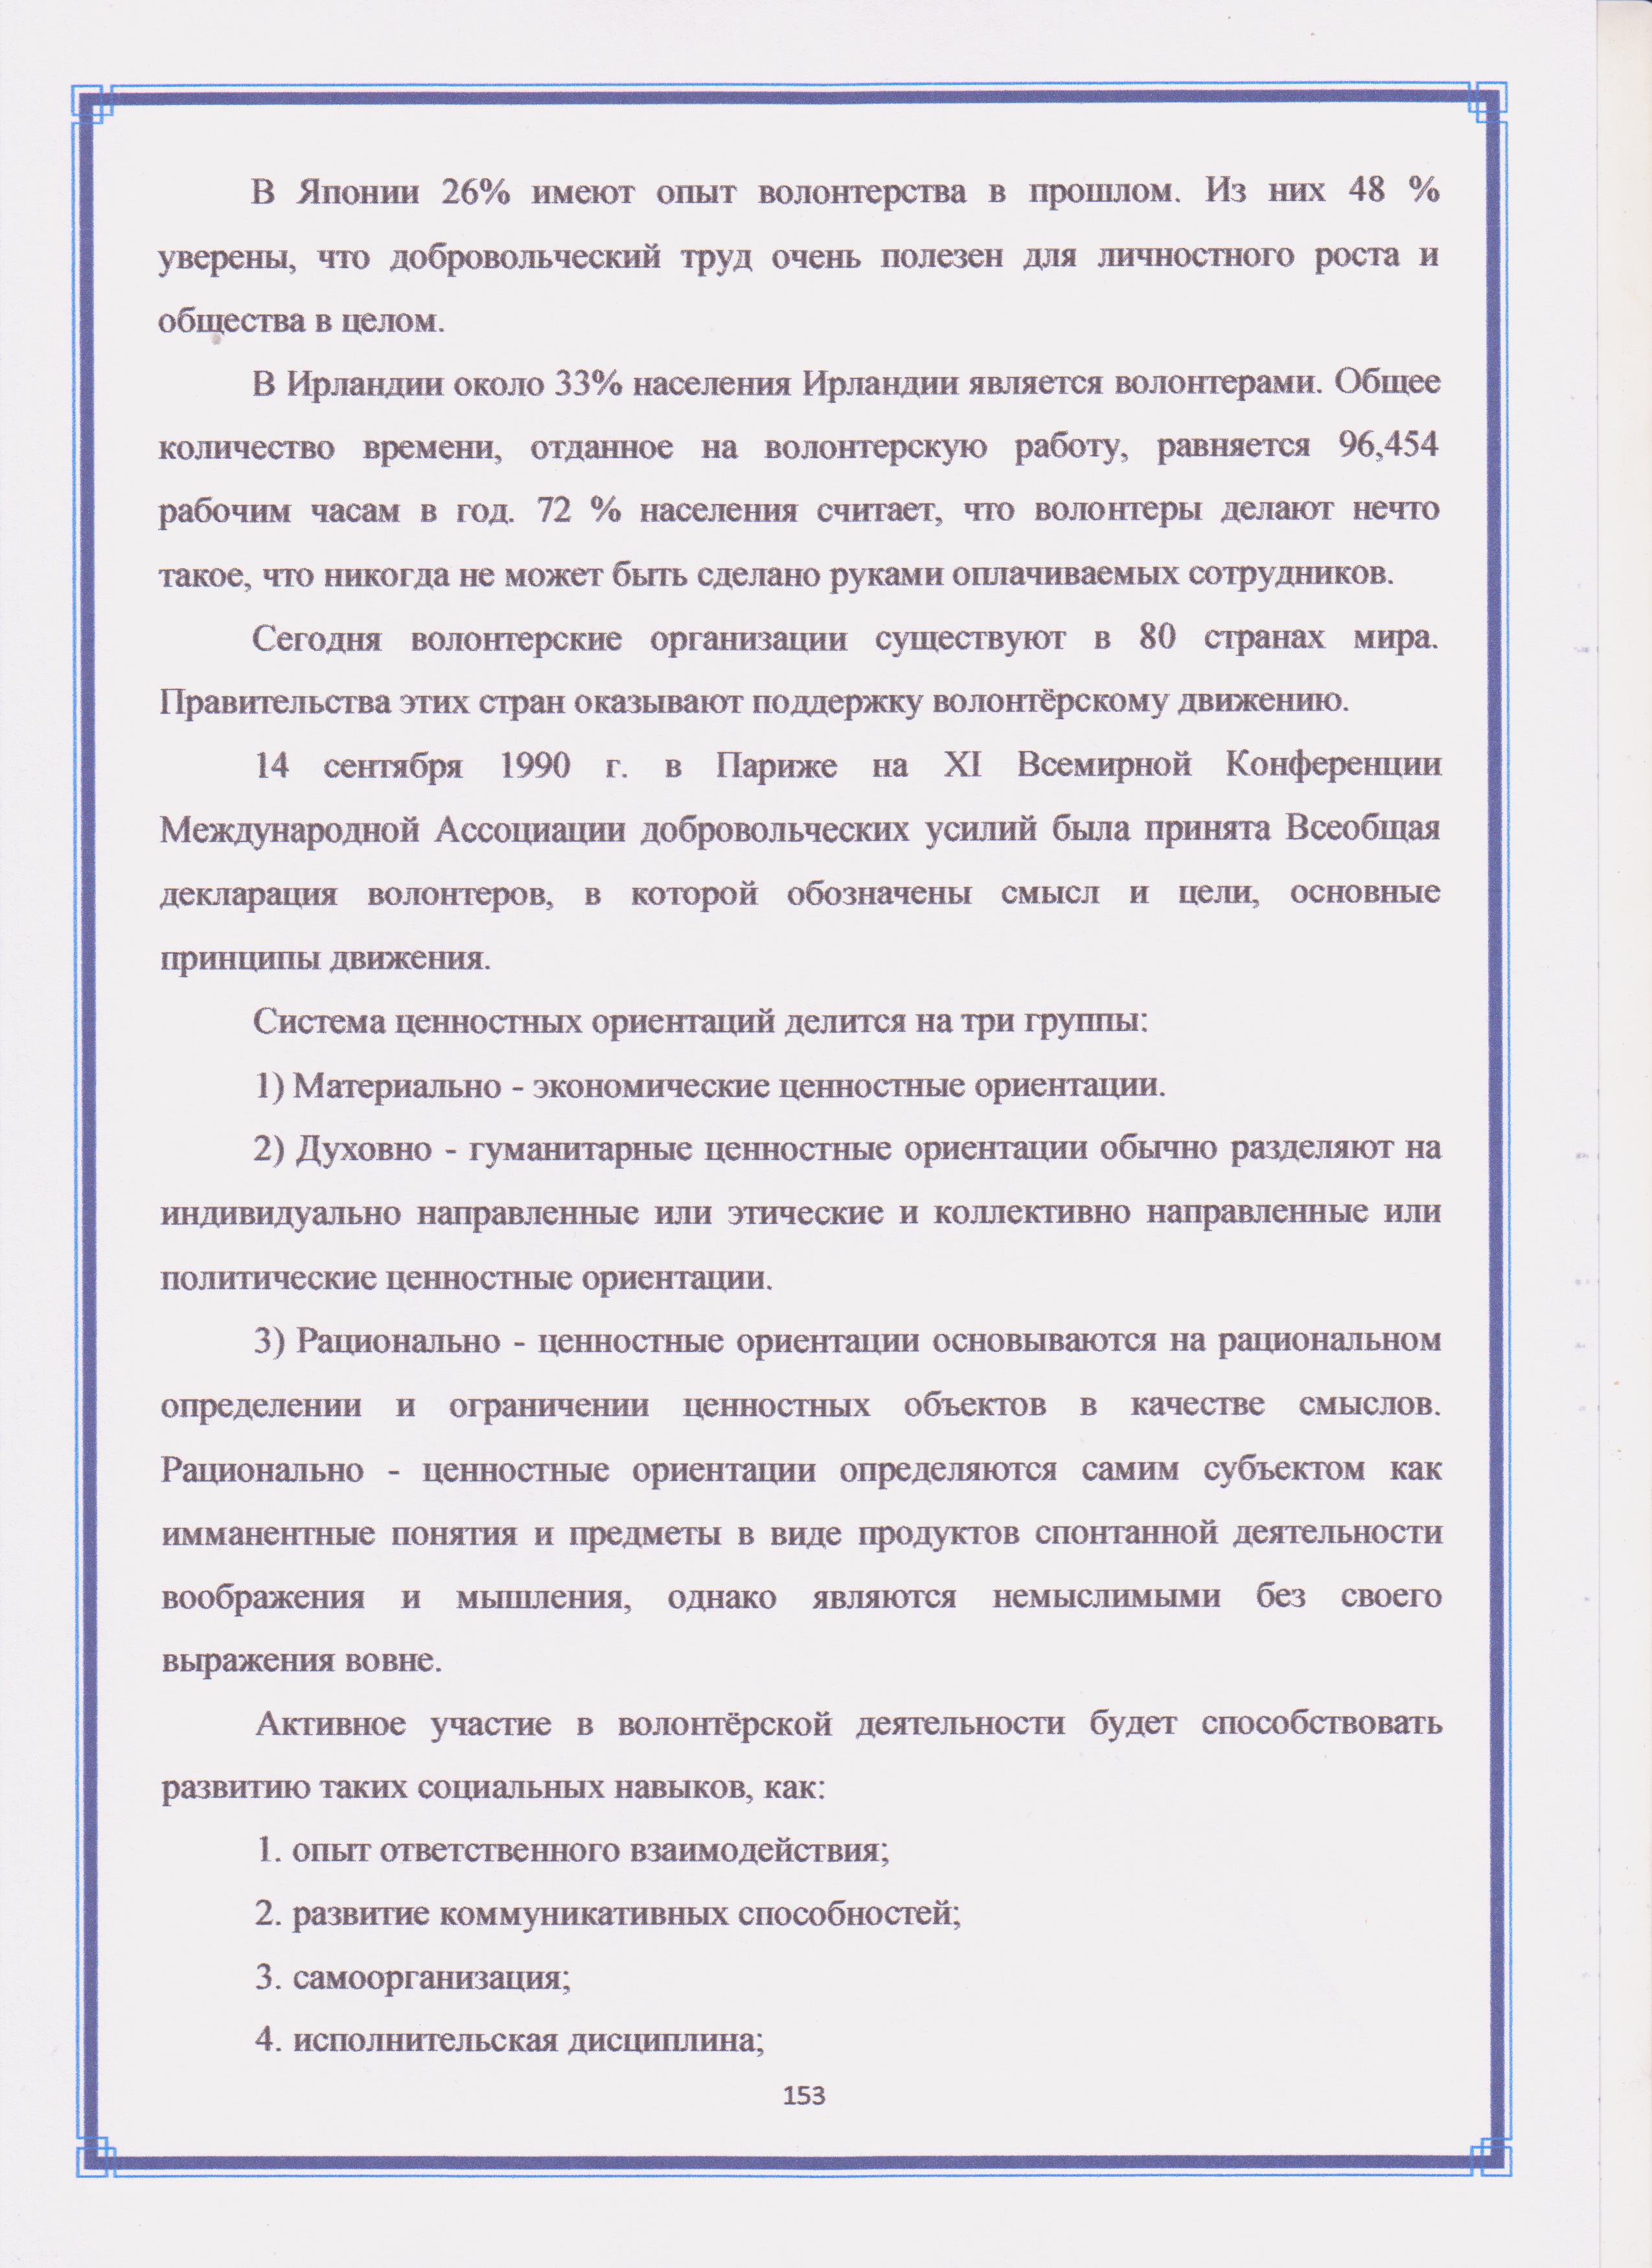 В Японии 26% имеют опыт волонтерства в прошлом. Из них 48 %
уверены, что добровольческий труд очень полезен для личностного роста и
общества в целом.
В Ирландии около 33% населения Ирландии является волонтерами. Общее
количество времени, отданное на волонтерскую работу, равняется 96,454
рабочим часам в год. 72 % населения считает, что волонтеры делают нечто
такое, что никогда не может быть сделано руками оплачиваемых сотрудников.
Сегодня волонтерские организации существуют в 80 странах мира.
Правительства этих стран оказывают поддержку волонтёрскому движению.
14 сентября 1990 г. в Париже на XI Всемирной Конференции
Международной Ассоциации добровольческих усилий была принята Всеобщая
декларация волонтеров, в которой обозначены смысл и цели, основные
принципы движения.
Система ценностных ориентаций делится на три группы:
1) Материально - экономические ценностные ориентации.
2) Духовно - гуманитарные ценностные ориентации обычно разделяют на
индивидуально направленные или этические и коллективно направленные или
политические ценностные ориентации.
3) Рационально - ценностные ориентации основываются на рациональном
определении и ограничении ценностных объектов в качестве смыслов.
Рационально - ценностные ориентации определяются самим субъектом как
имманентные понятия и предметы в виде продуктов спонтанной деятельности
воображения и мышления, однако являются немыслимыми без своего
выражения вовне.
Активное участие в волонтёрской деятельности будет способствовать
развитию таких социальных навыков, как:
1. опыт ответственного взаимодействия;
2. развитие коммуникативных способностей;
3. самоорганизация;
4. исполнительская дисциплина;
153